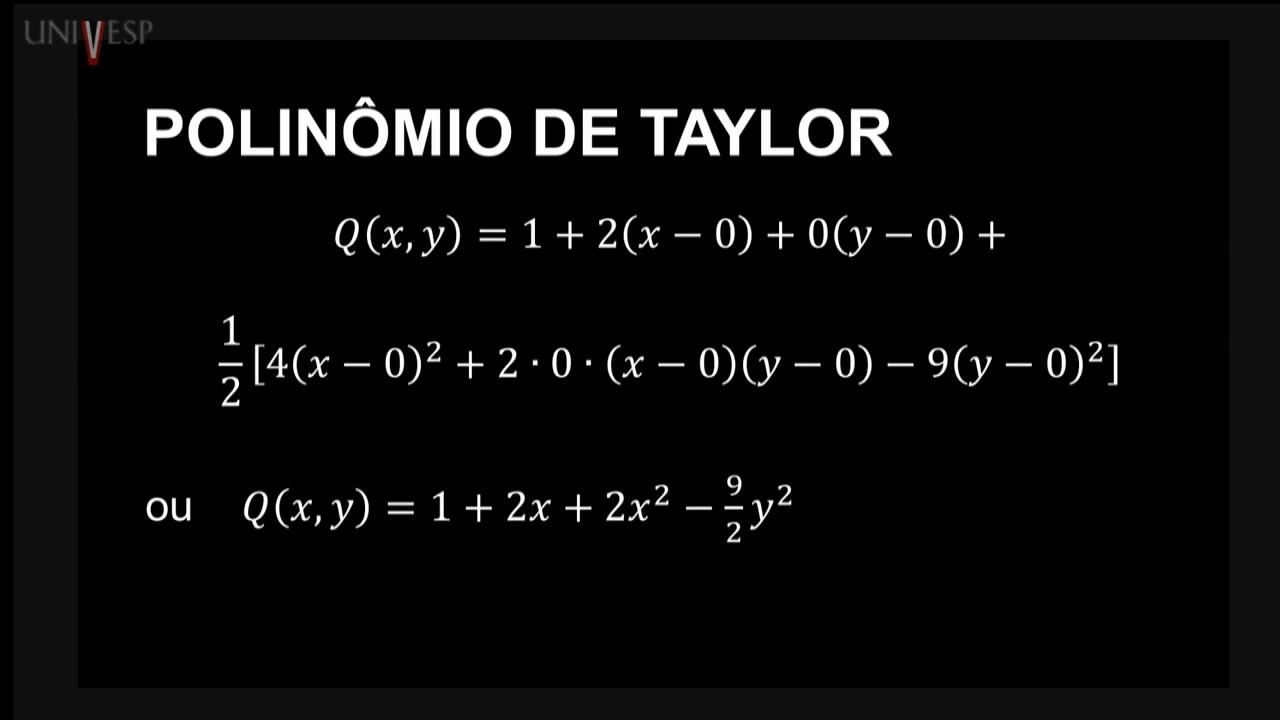 UNIVESP
POLINÔMIO DE TAYLOR
Q(x, y) = 1 + 2(x − 0) + 0(y − 0) +
1/2 [4(x − 0)² + 2 · 0 · (x − 0)(y − 0) − 9(y − 0)²]
ou Q(x, y) = 1 + 2x + 2x² − 9/2 y²